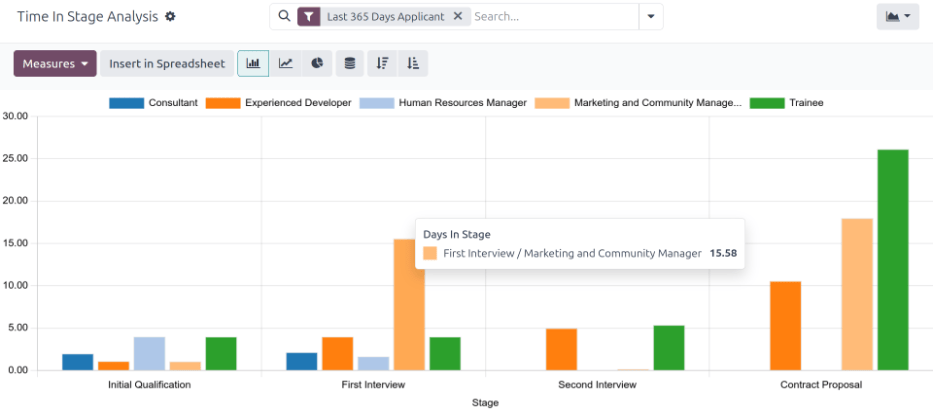 Time In Stage Analysis
Last 365 Days Applicant
Search...
Measures
Insert in Spreadsheet
Consultant
Experienced Developer
Human Resources Manager
Marketing and Community Manage...
Trainee
30.00
25.00
20.00
15.00
10.00
5.00
0.00
Days In Stage
First Interview / Marketing and Community Manager 15.58
Initial Qualification
First Interview
Second Interview
Contract Proposal
Stage